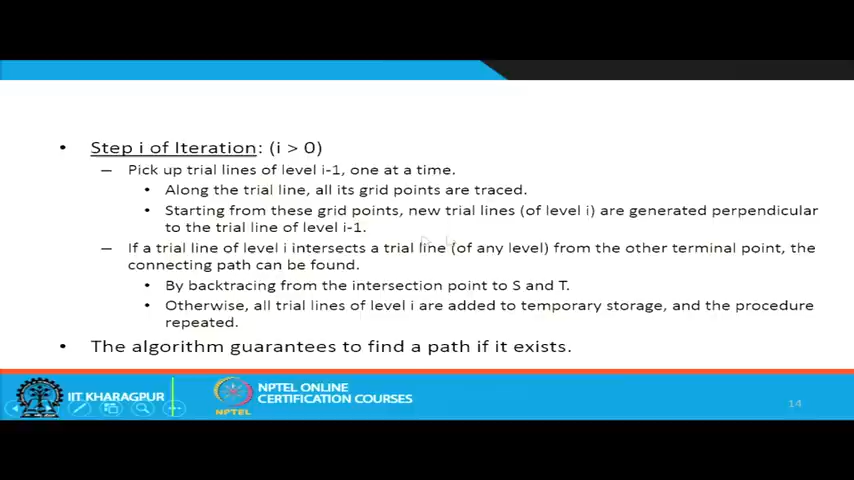 • Step i of Iteration: (i > 0)
– Pick up trial lines of level i-1, one at a time.
• Along the trial line, all its grid points are traced.
• Starting from these grid points, new trial lines (of level i) are generated perpendicular
to the trial line of level i-1.
– If a trial line of level i intersects a trial line (of any level) from the other terminal point, the
connecting path can be found.
• By backtracing from the intersection point to S and T.
• Otherwise, all trial lines of level i are added to temporary storage, and the procedure
repeated.
• The algorithm guarantees to find a path if it exists.
IIT KHARAGPUR
NPTEL
NPTEL ONLINE
CERTIFICATION COURSES
14